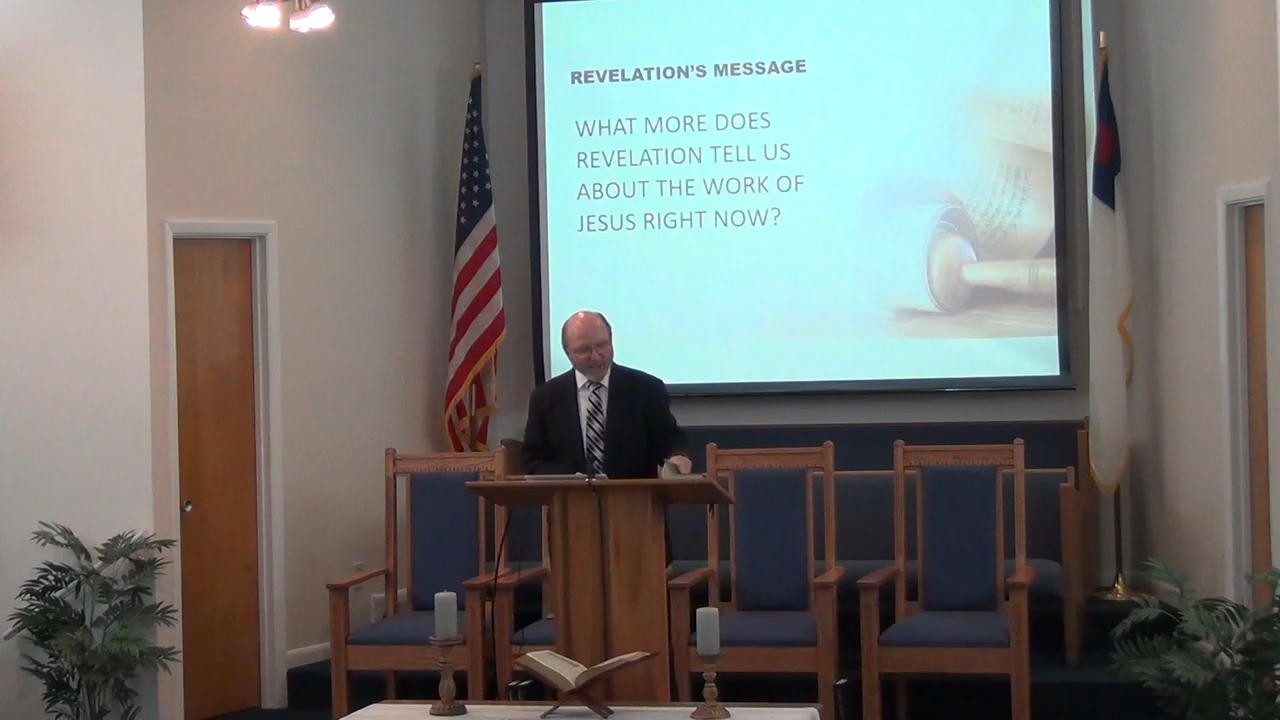 REVELATION'S MESSAGE
WHAT MORE DOES
REVELATION TELL US
ABOUT THE WORK OF
JESUS RIGHT NOW?